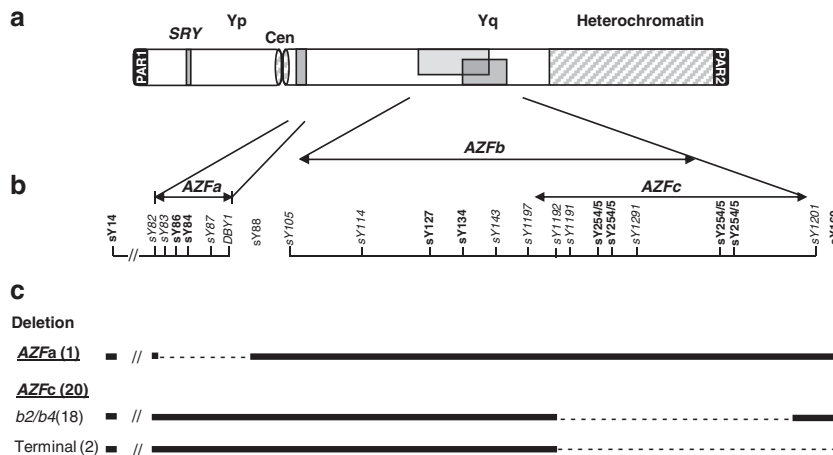 a
Yp
Yq
Heterochromatin
SRY
Cen
PAR1
PAR2
AZFb
b
AZFa
AZFc
sY14
sY82
sY83
sY86
sY84
sY87
DBY1
sY88
sY105
sY114
sY127
sY134
sY143
sY1197
sY1192
sY1191
sY254/5
sY254/5
sY1291
sY254/5
sY254/5
sY1201
//
c
Deletion
AZFa (1)
//
AZFc (20)
b2/b4(18)
//
Terminal (2)
//